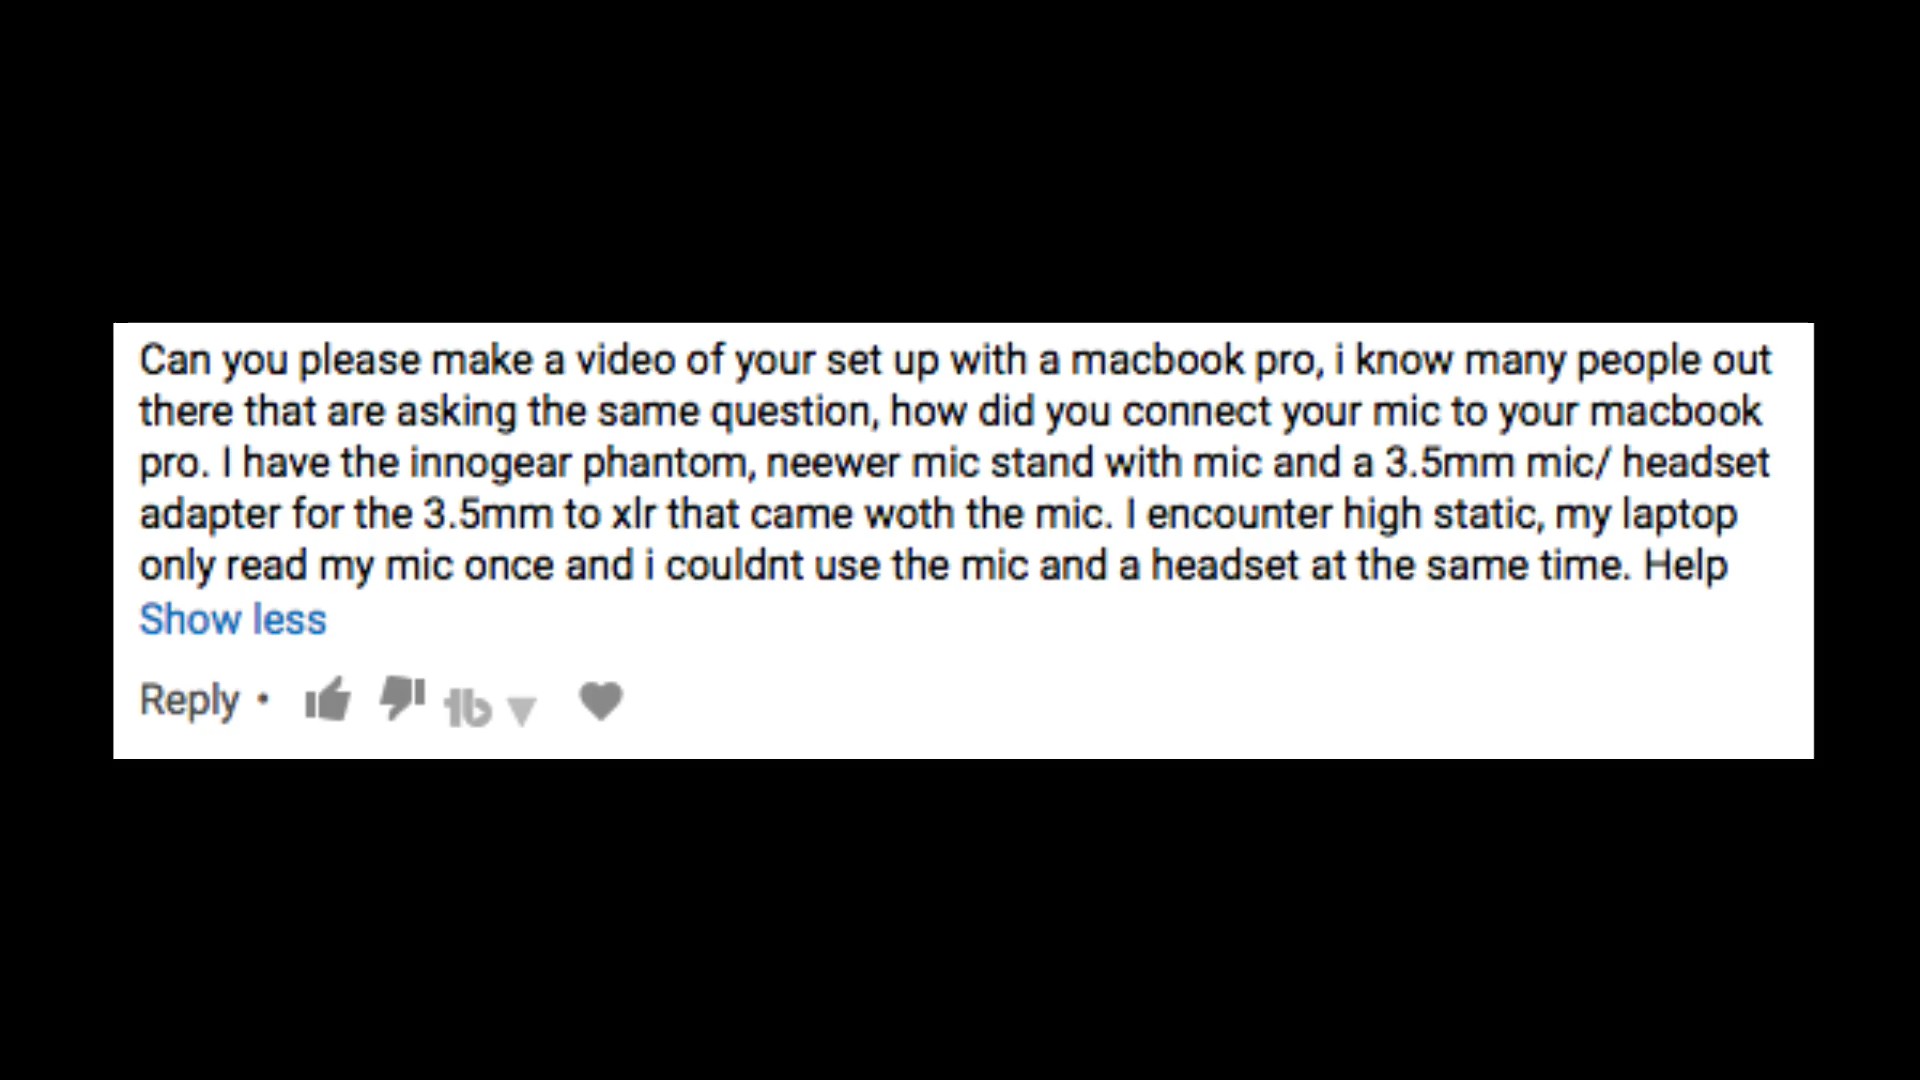 Can you please make a video of your set up with a macbook pro, i know many people out
there that are asking the same question, how did you connect your mic to your macbook
pro. I have the innogear phantom, neewer mic stand with mic and a 3.5mm mic/ headset
adapter for the 3.5mm to xlr that came woth the mic. I encounter high static, my laptop
only read my mic once and i couldnt use the mic and a headset at the same time. Help
Show less
Reply •
tb